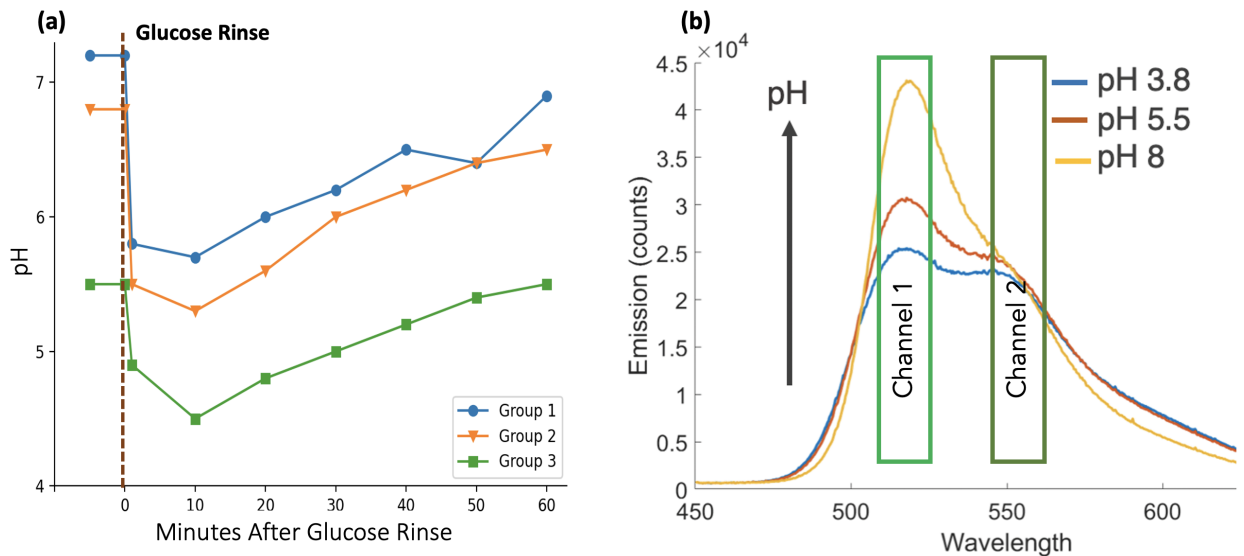 (a)
Glucose Rinse
7
6
5
4
pH
0
10
20
30
40
50
60
Minutes After Glucose Rinse
Group 1
Group 2
Group 3
(b)
×10⁴
4.5
4
3.5
3
2.5
2
1.5
1
0.5
0
Emission (counts)
pH
Channel 1
Channel 2
pH 3.8
pH 5.5
pH 8
450
500
550
600
Wavelength